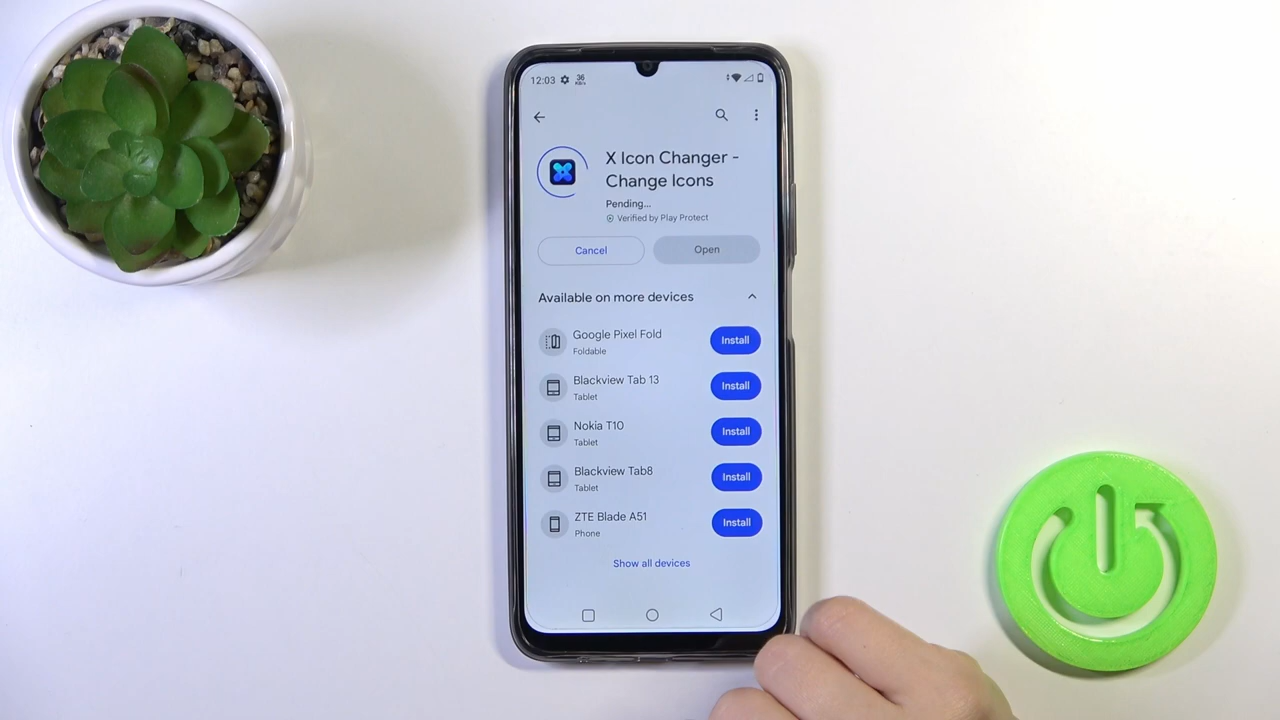 12:03
36
X Icon Changer -
Change Icons
Pending...
Verified by Play Protect
Cancel
Open
Available on more devices
Google Pixel Fold
Foldable
Install
Blackview Tab 13
Tablet
Install
Nokia T10
Tablet
Install
Blackview Tab8
Tablet
Install
ZTE Blade A51
Phone
Install
Show all devices